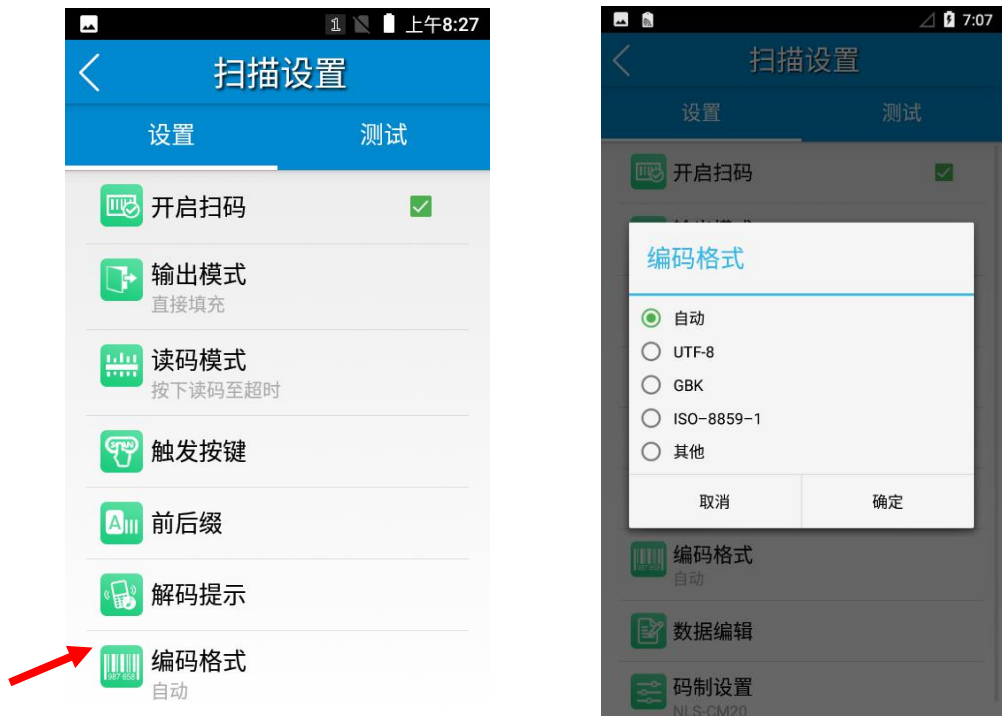 上午8:27
扫描设置
设置 测试
开启扫码
输出模式
直接填充
读码模式
按下读码至超时
触发按键
前后缀
解码提示
编码格式
自动
7:07
扫描设置
设置 测试
开启扫码
编码格式
自动
UTF-8
GBK
ISO-8859-1
其他
取消 确定
编码格式
自动
数据编辑
码制设置
NLS-CM20